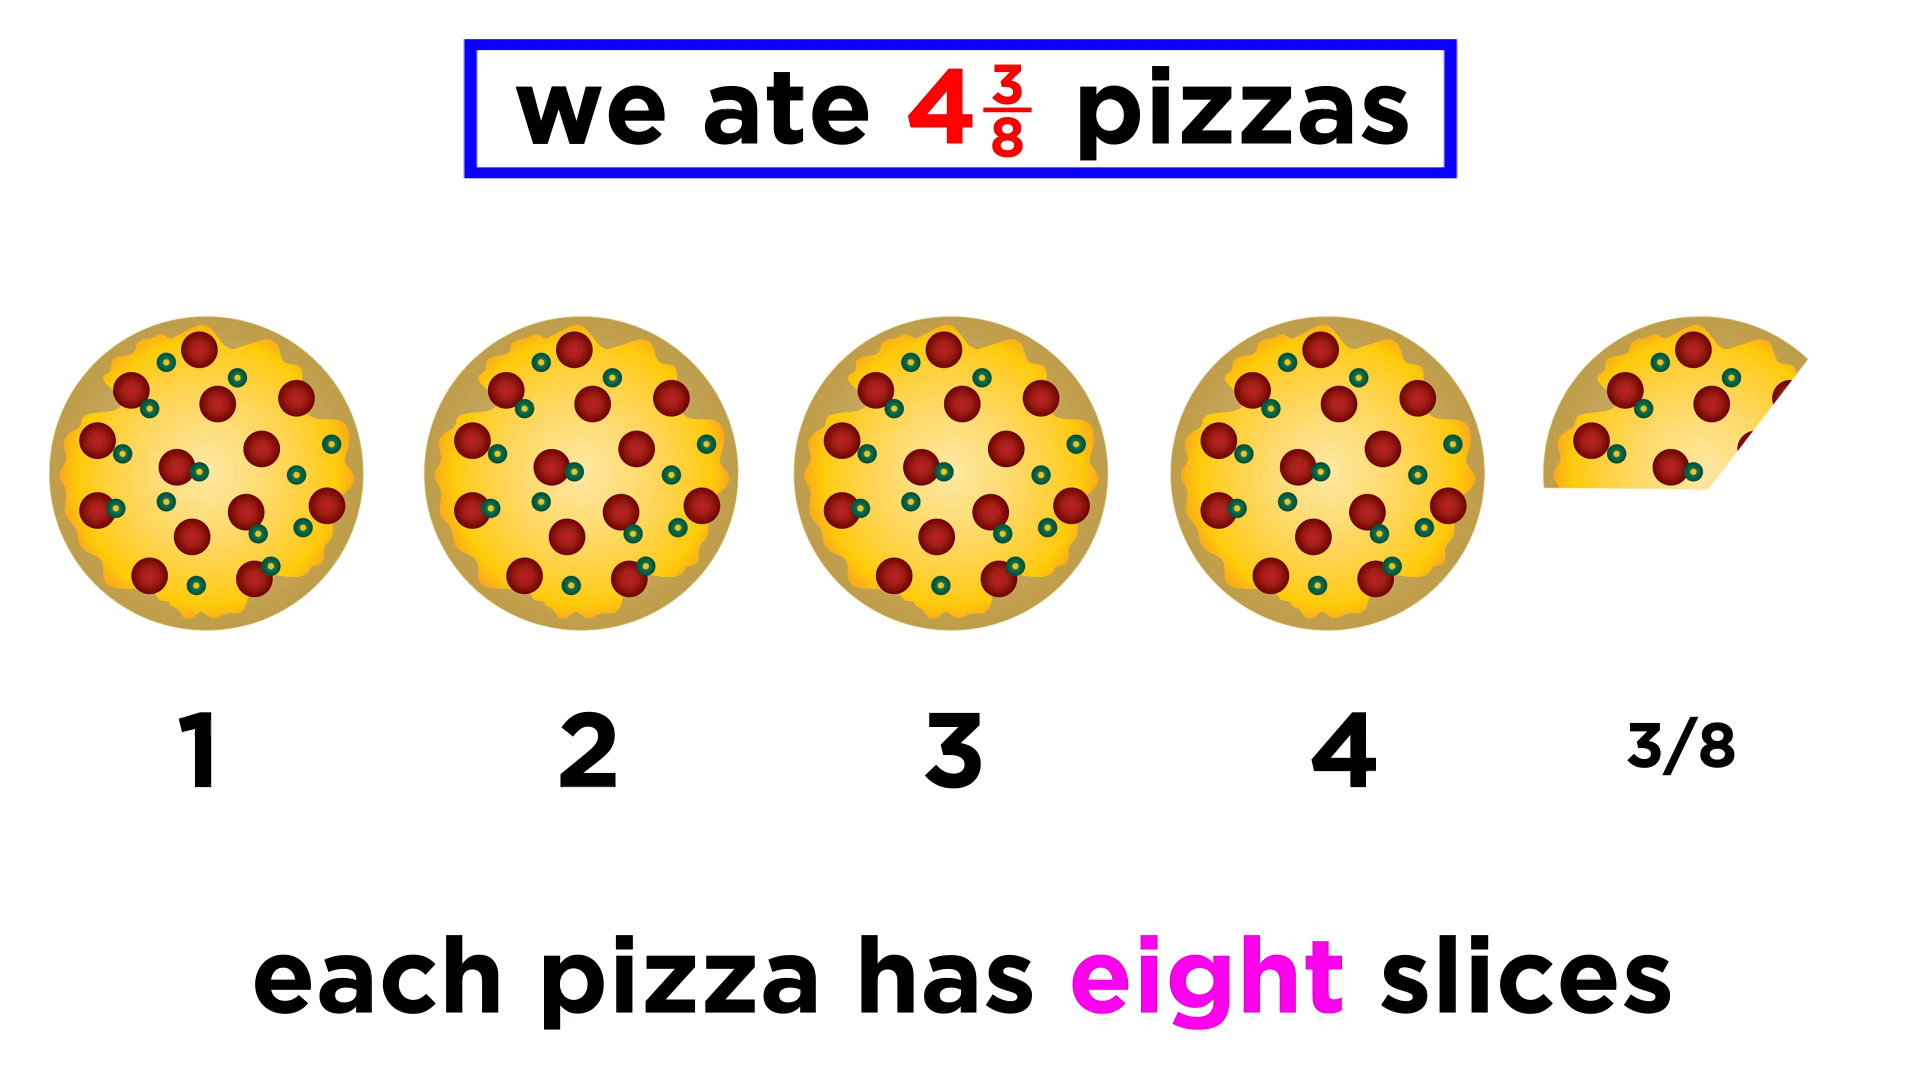 we ate 4 3/8 pizzas
1 2 3 4 3/8
each pizza has eight slices